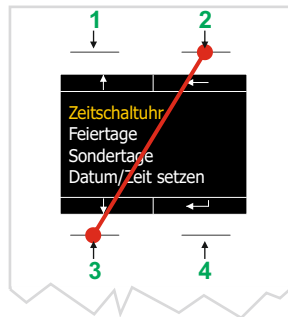 1 2
Zeitschaltuhr
Feiertage
Sondertage
Datum/Zeit setzen
3 4